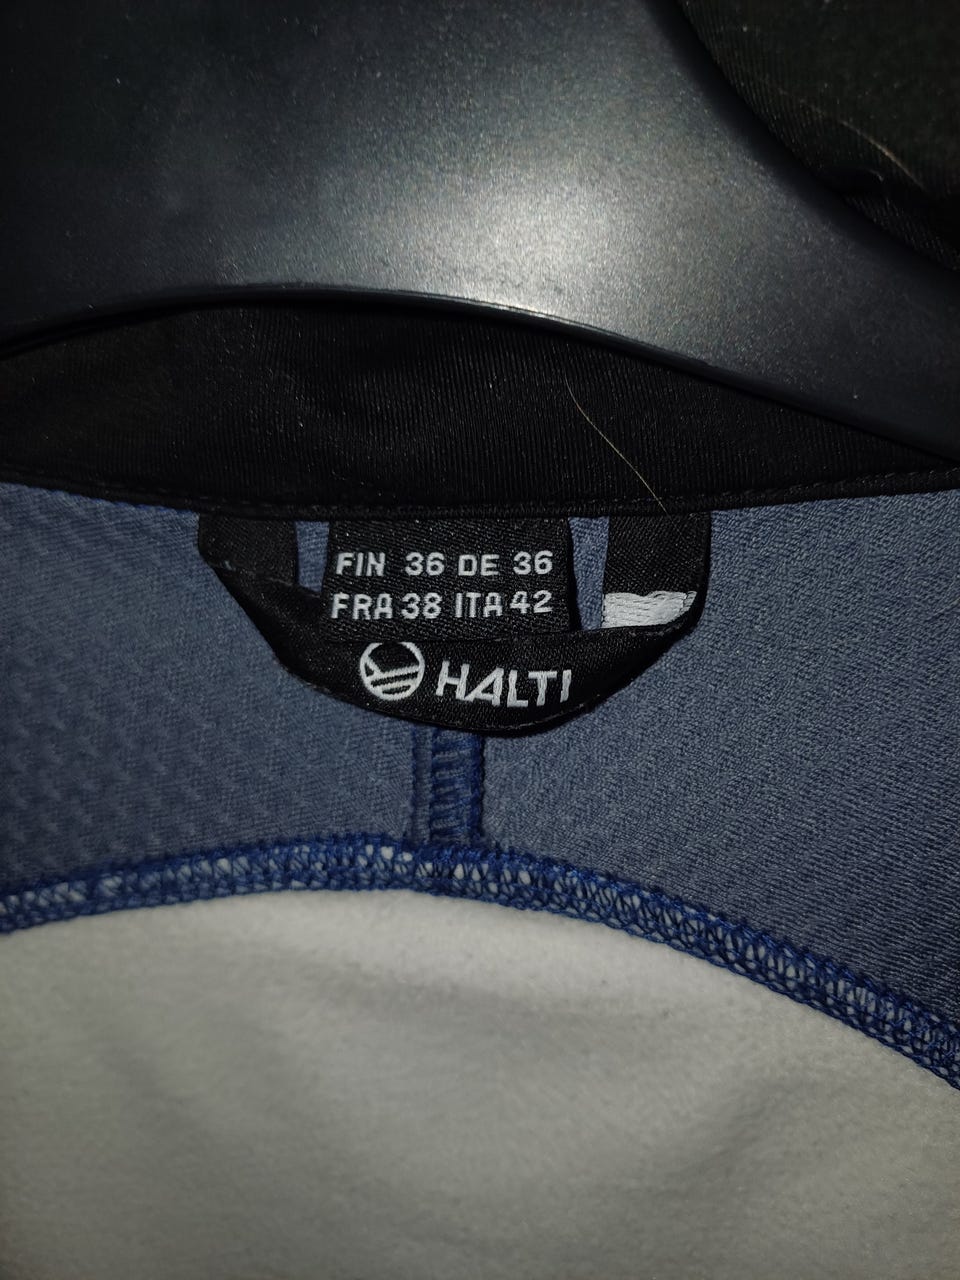 FIN 36 DE 36
FRA 38 ITA 42
HALTI